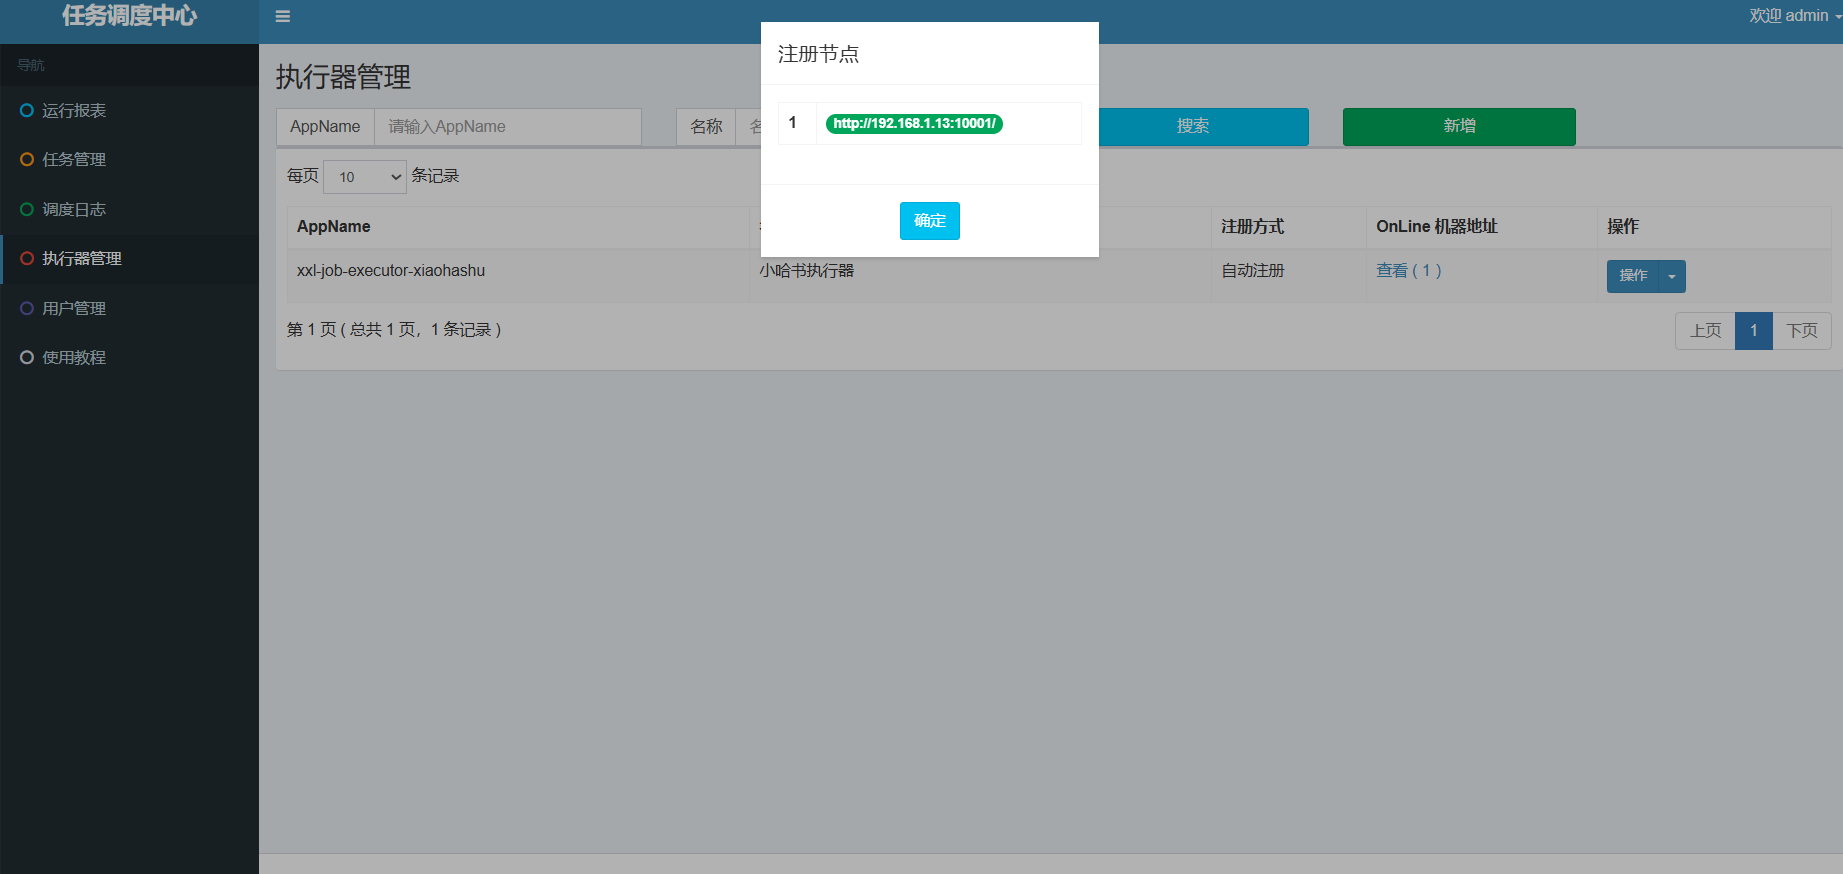 任务调度中心
欢迎 admin
导航
运行报表
任务管理
调度日志
执行器管理
用户管理
使用教程
执行器管理
AppName 请输入AppName 名称 搜索 新增
每页 10 条记录
AppName 注册方式 OnLine 机器地址 操作
xxl-job-executor-xiaohashu 小哈书执行器 自动注册 查看 ( 1 ) 操作
第 1 页 ( 总共 1 页，1 条记录 ) 上页 1 下页
注册节点
1 http://192.168.1.13:10001/
确定